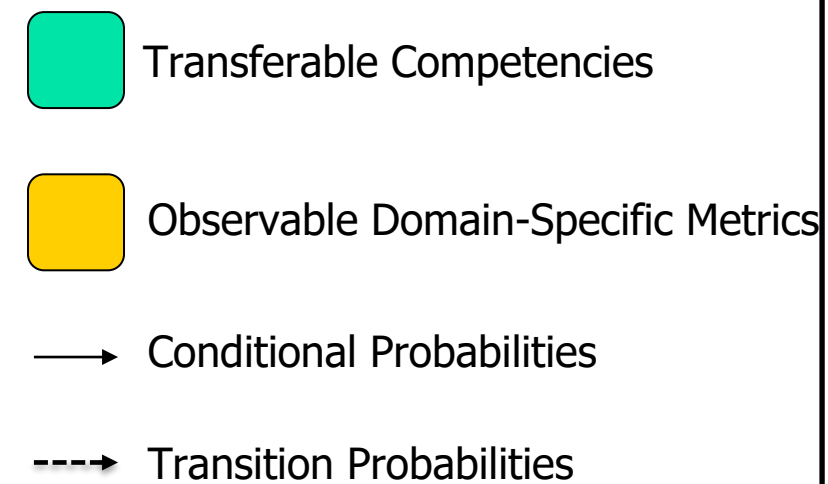 Transferable Competencies
Observable Domain-Specific Metrics
Conditional Probabilities
Transition Probabilities